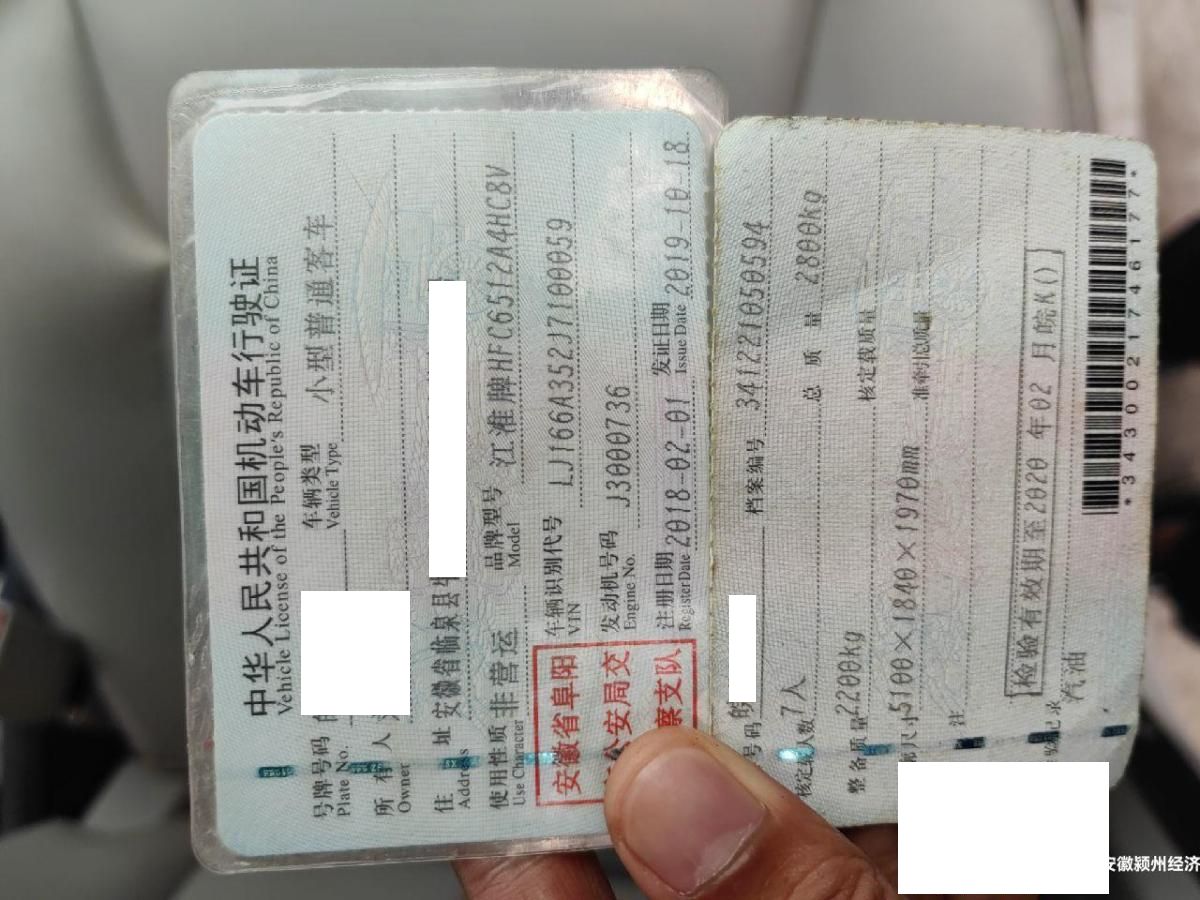 中华人民共和国机动车行驶证
Vehicle License of the People's Republic of China
号牌号码
Plate No.
车辆类型 小型普通客车
Vehicle Type
所有人
Owner
住址 安徽省临泉县
Address
使用性质 非营运
Use Character
品牌型号 江淮牌HFC6512A4HC8V
Model
车辆识别代号 LJ166A352J7100059
VIN
发动机号码 J3000736
Engine No.
注册日期 2018-02-01
Register Date
发证日期 2019-10-18
Issue Date
安徽省阜阳
公安局交
察支队
号码 皖
档案编号 341221050594
核定载人数 7人
总质量 2800kg
整备质量 2200kg
核定载质量
尺寸 5100×1840×1970mm
准牵引总质量
注
检验有效期至2020年02月皖K()
记录 汽油
*3430021746177*
安徽颍州经济